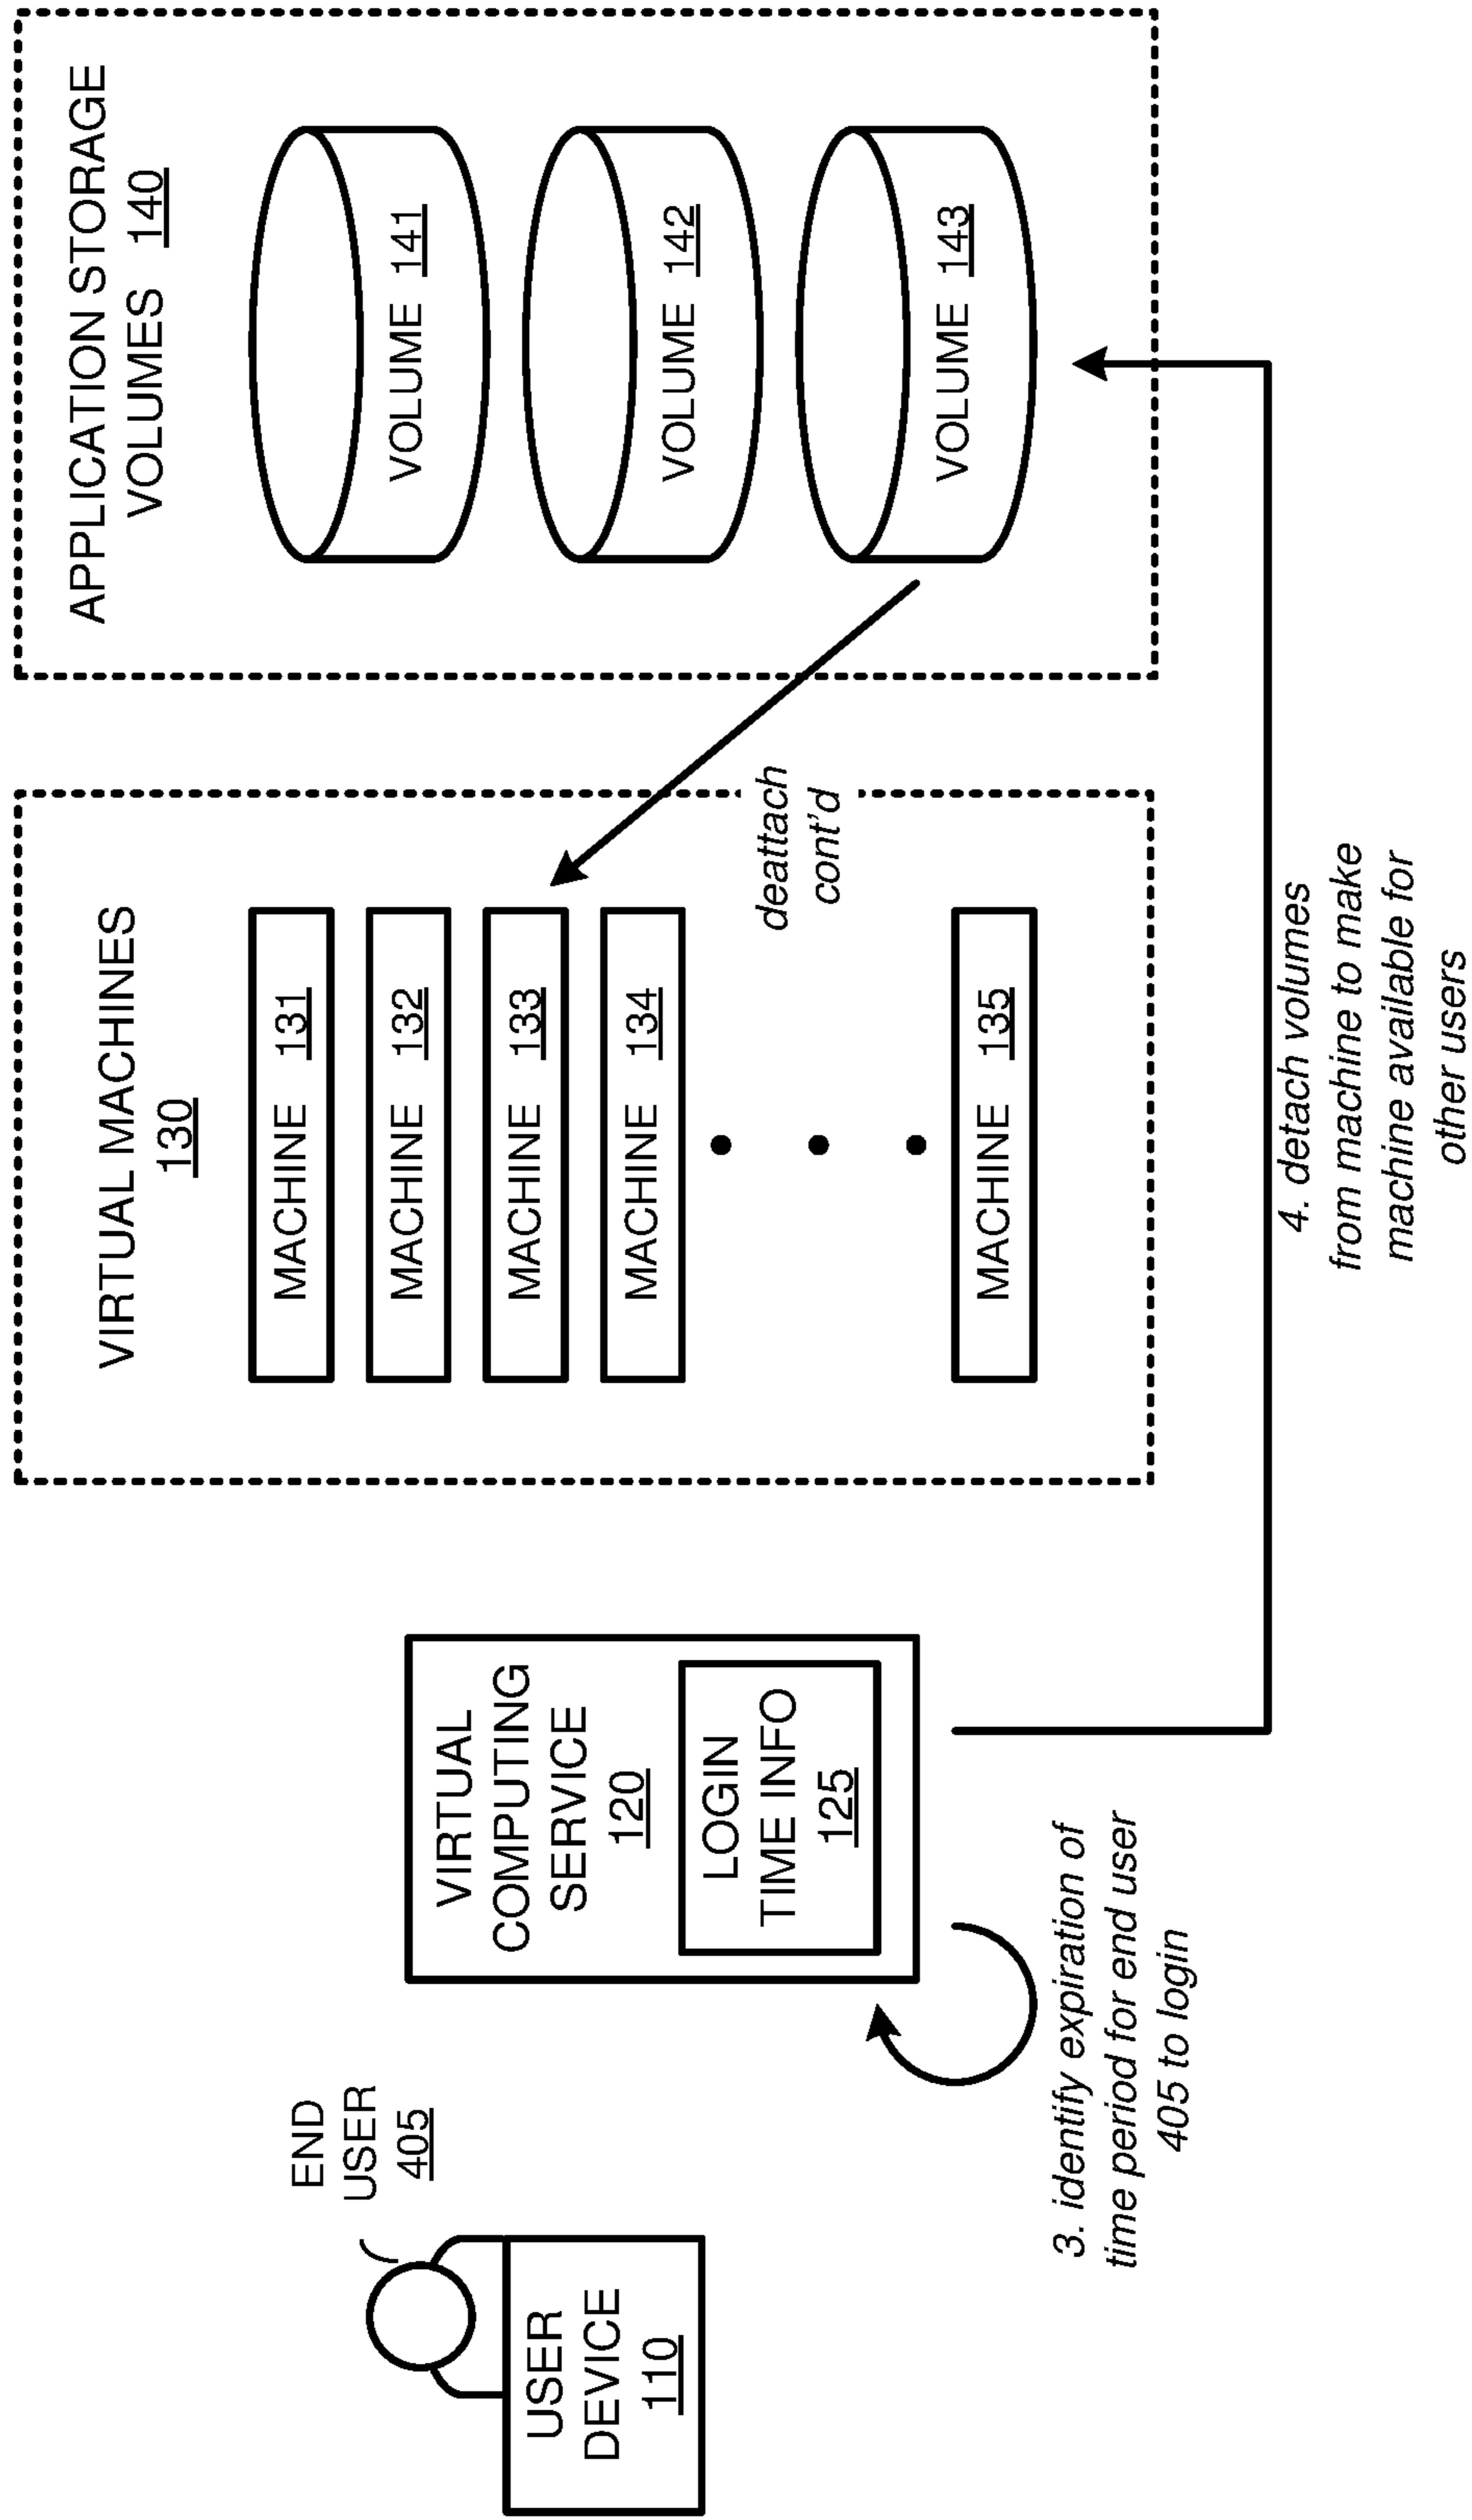 END
USER
405
USER
DEVICE
110
VIRTUAL
COMPUTING
SERVICE
120
LOGIN
TIME INFO
125
3. identify expiration of
time period for end user
405 to login
VIRTUAL MACHINES
130
MACHINE 131
MACHINE 132
MACHINE 133
MACHINE 134
MACHINE 135
deattach
cont'd
4. detach volumes
from machine to make
machine available for
other users
APPLICATION STORAGE
VOLUMES 140
VOLUME 141
VOLUME 142
VOLUME 143